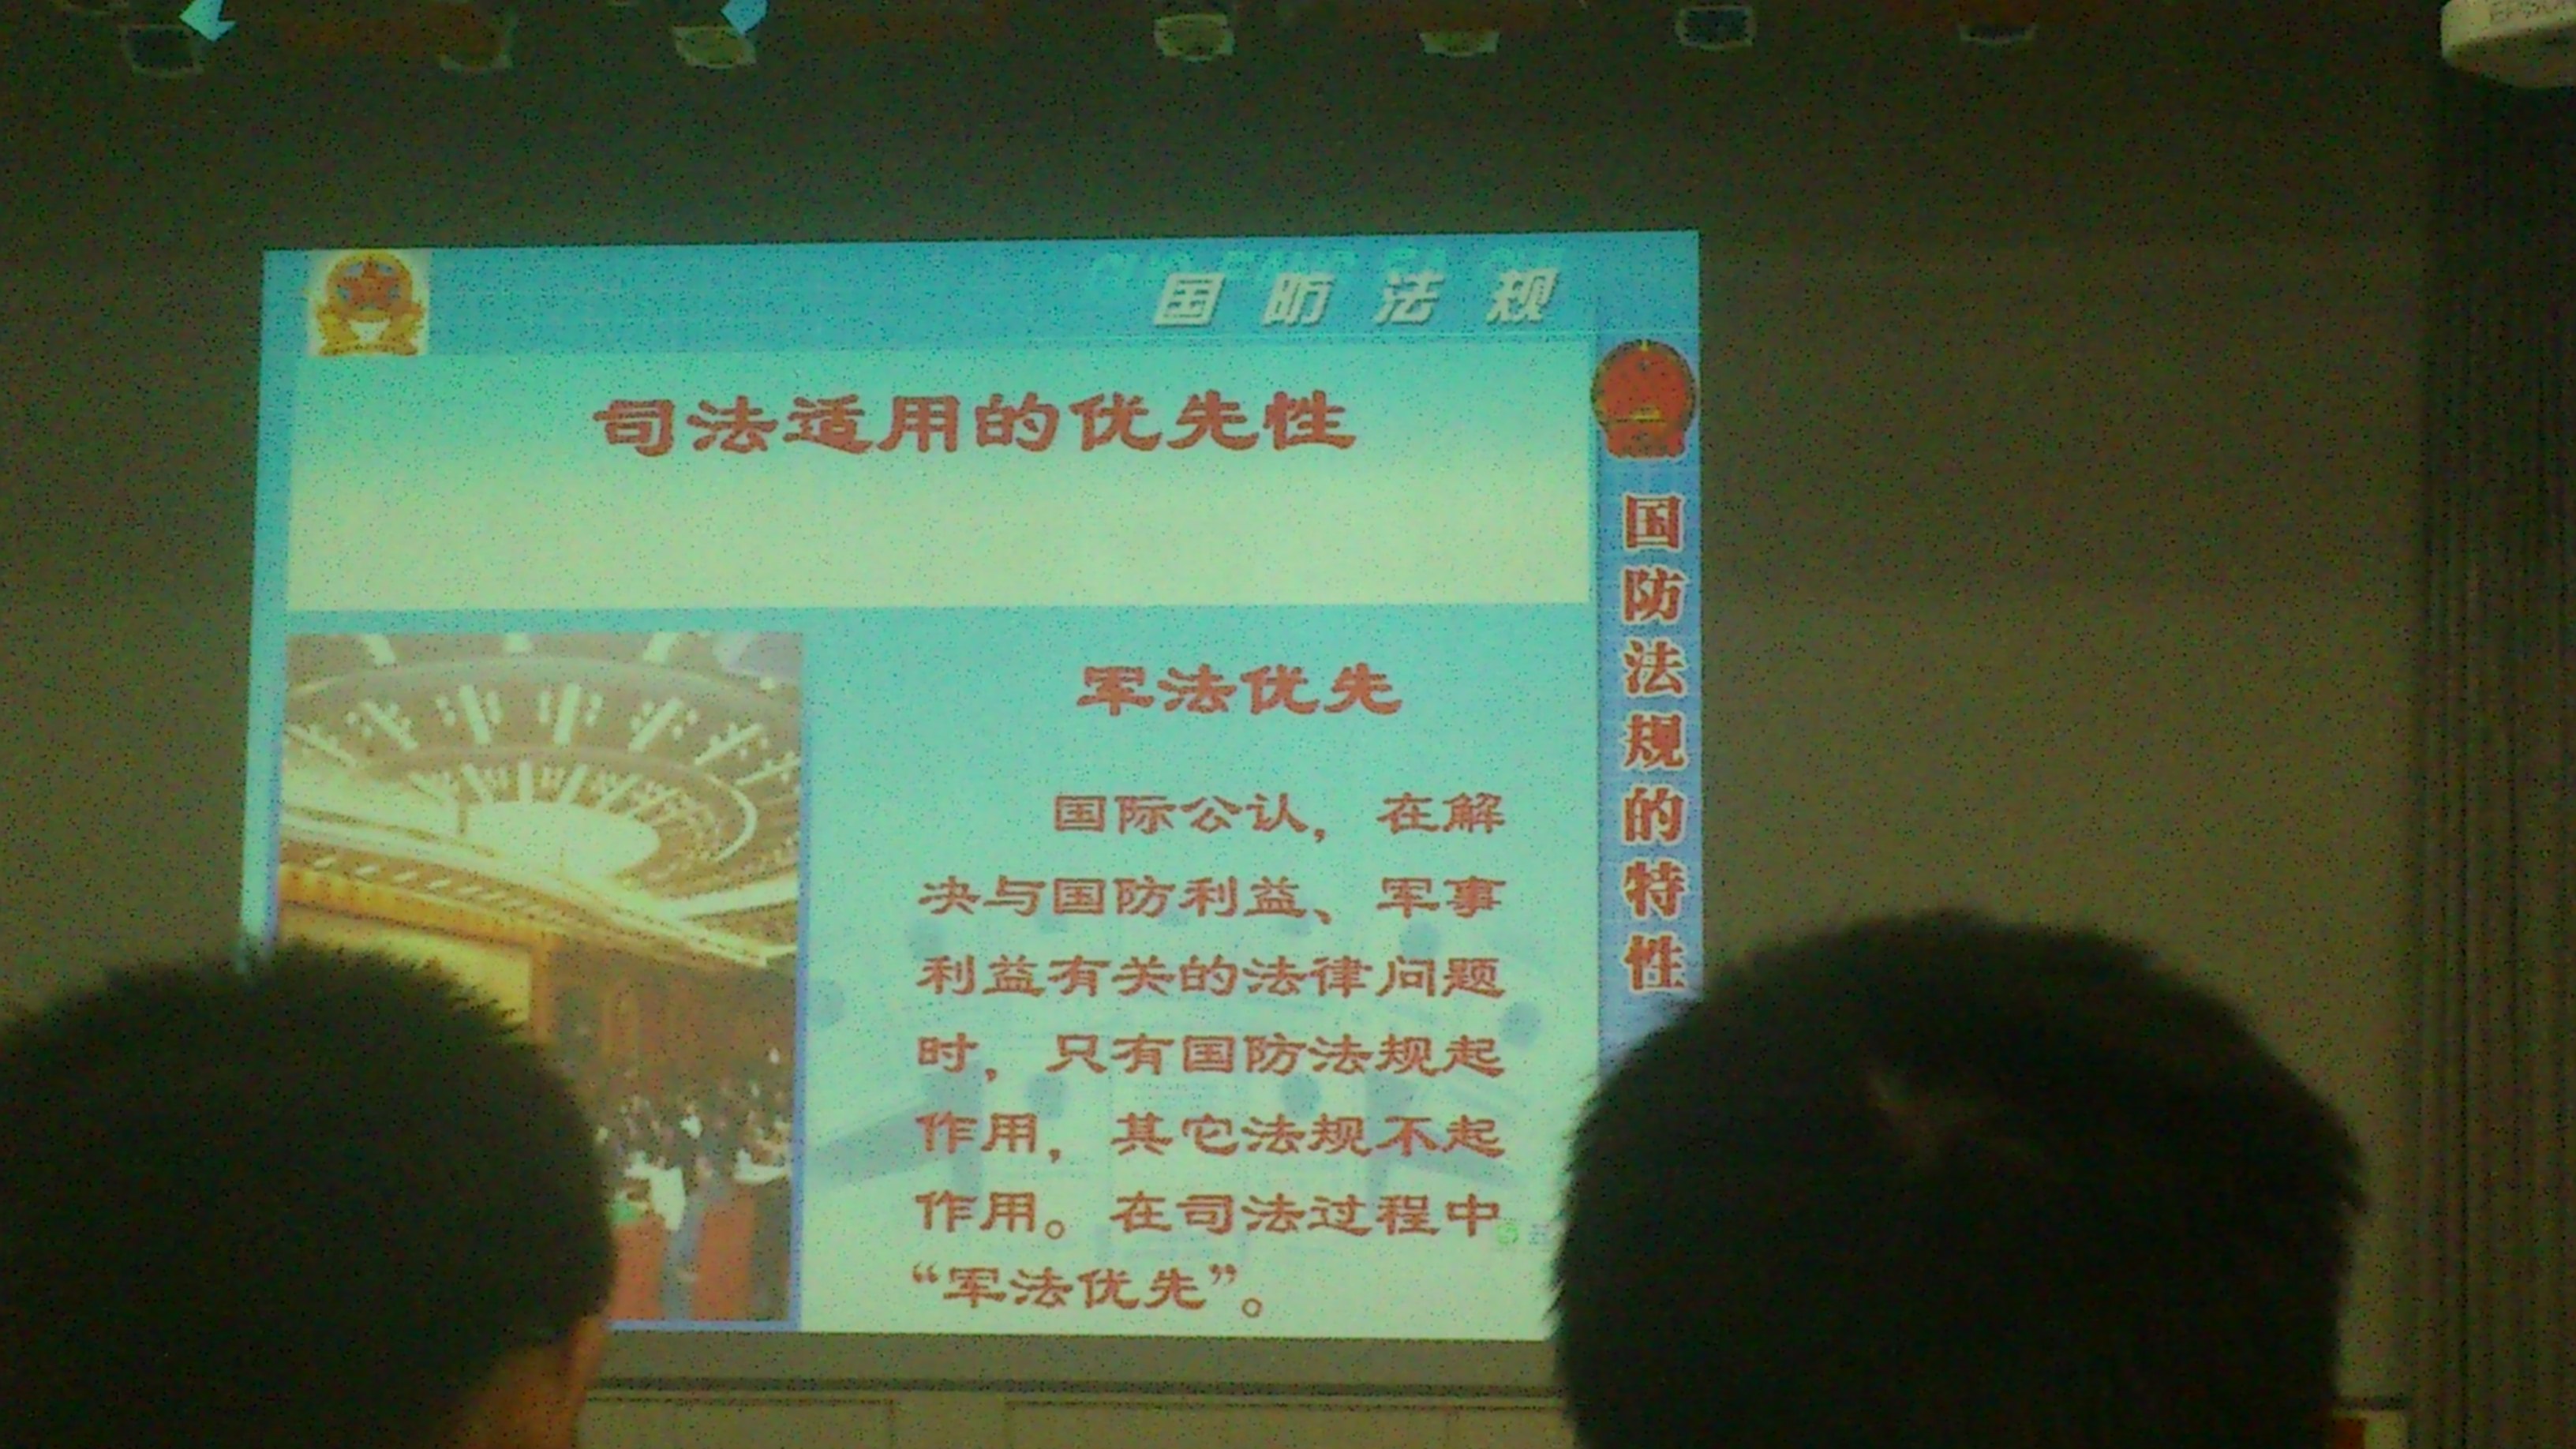 国防法规
司法适用的优先性
军法优先
国际公认，在解
决与国防利益、军事
利益有关的法律问题
时，只有国防法规起
作用，其它法规不起
作用。在司法过程中
“军法优先”。
国防法规的特性